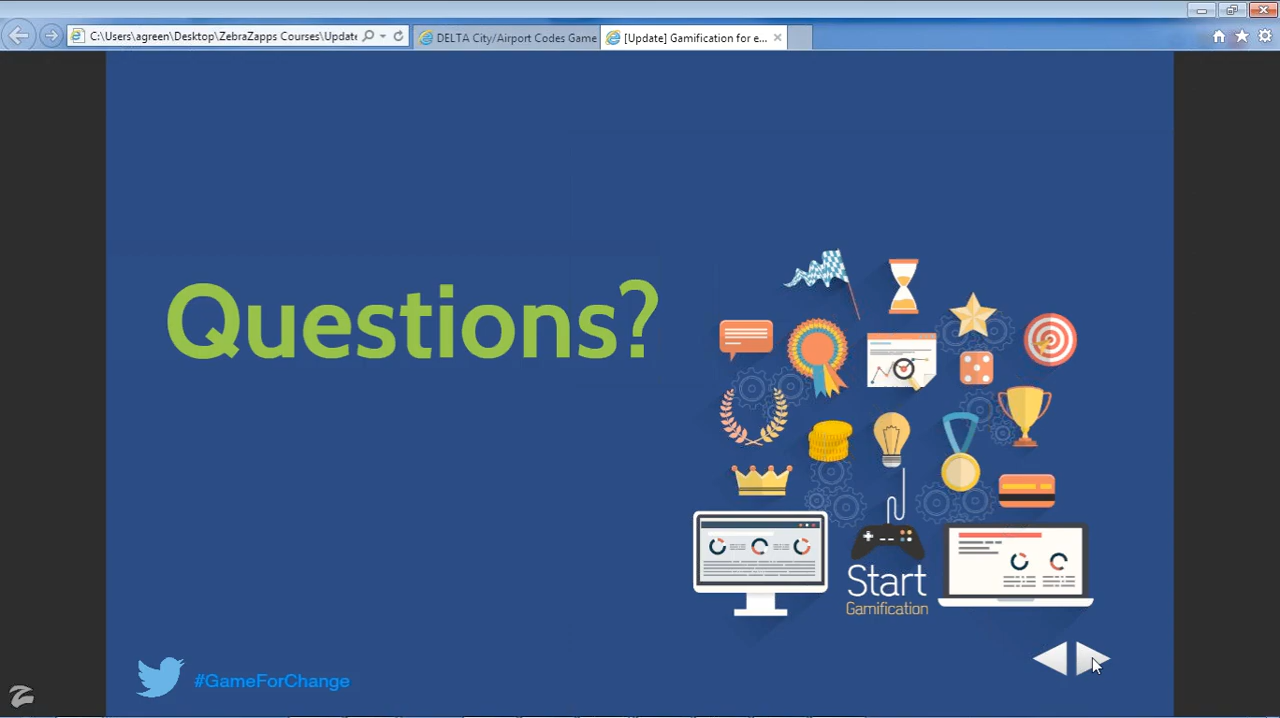 C:\Users\agreen\Desktop\ZebraZapps Courses\Update
DELTA City/Airport Codes Game
[Update] Gamification for e...
Questions?
Start
Gamification
#GameForChange